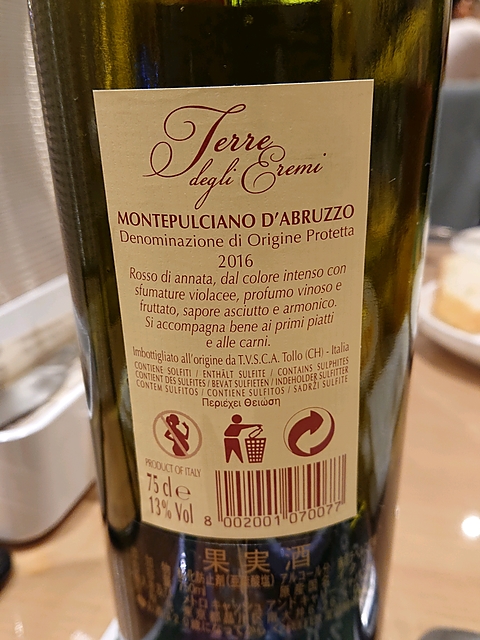 Terre
degli Eremi
MONTEPULCIANO D'ABRUZZO
Denominazione di Origine Protetta
2016
Rosso di annata, dal colore intenso con
sfumature violacee, profumo vinoso e
fruttato, sapore asciutto e armonico.
Si accompagna bene ai primi piatti
e alle carni.
Imbottigliato all'origine da T.V.S.C.A. Tollo (CH) - Italia
CONTIENE SOLFITI / ENTHÄLT SULFITE / CONTAINS SULPHITES
CONTIENT DES SULFITES / BEVAT SULFIETEN / INDEHOLDER SULFITTER
CONTÉM SULFITOS / CONTIENE SULFITOS / SADRŽI SULFITE
Περιέχει Θειώση
PRODUCT OF ITALY
75 cl e
13% Vol
8 002001 070077
果実酒